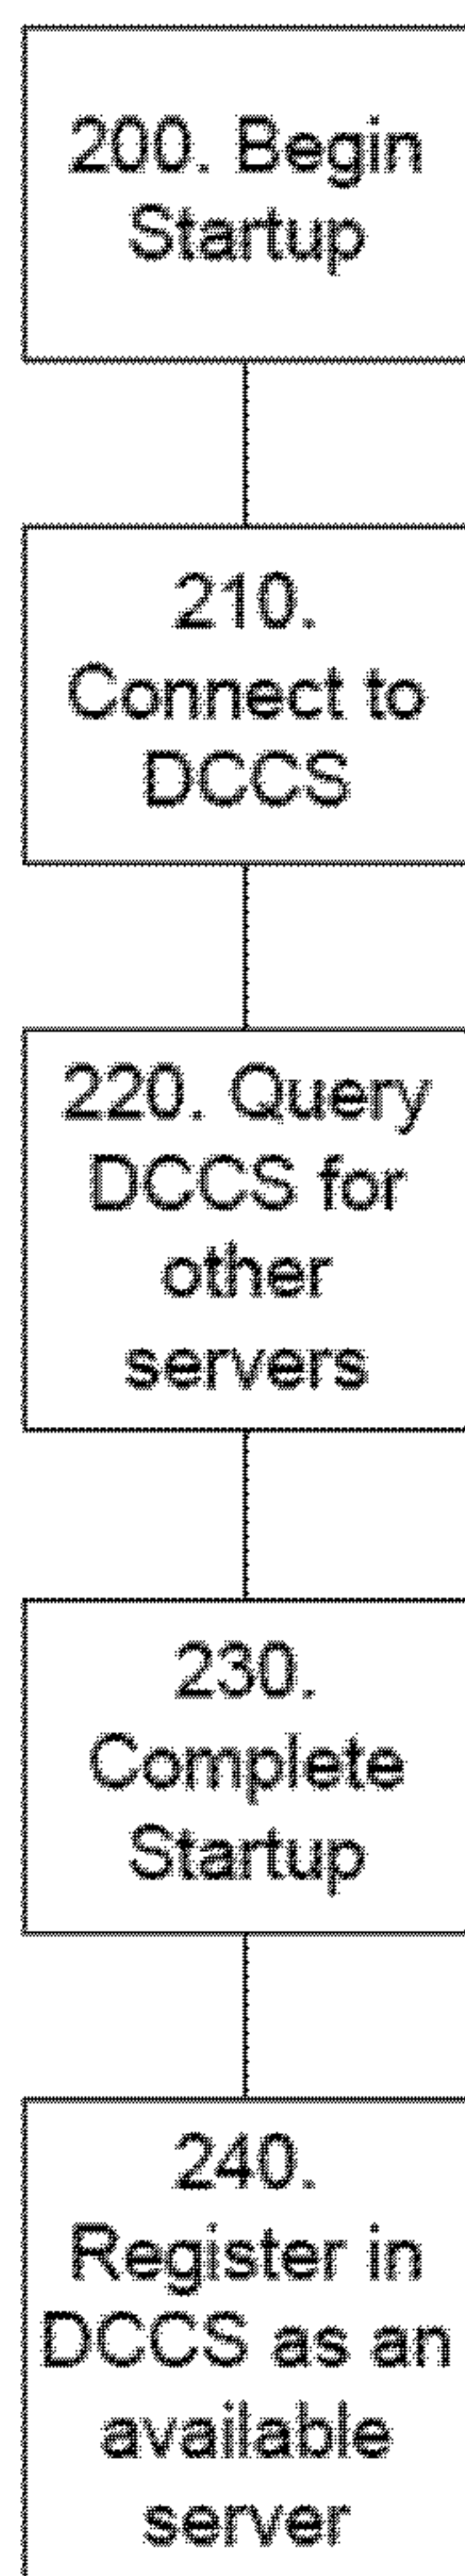 200. Begin
Startup
210.
Connect to
DCCS
220. Query
DCCS for
other
servers
230.
Complete
Startup
240.
Register in
DCCS as an
available
server